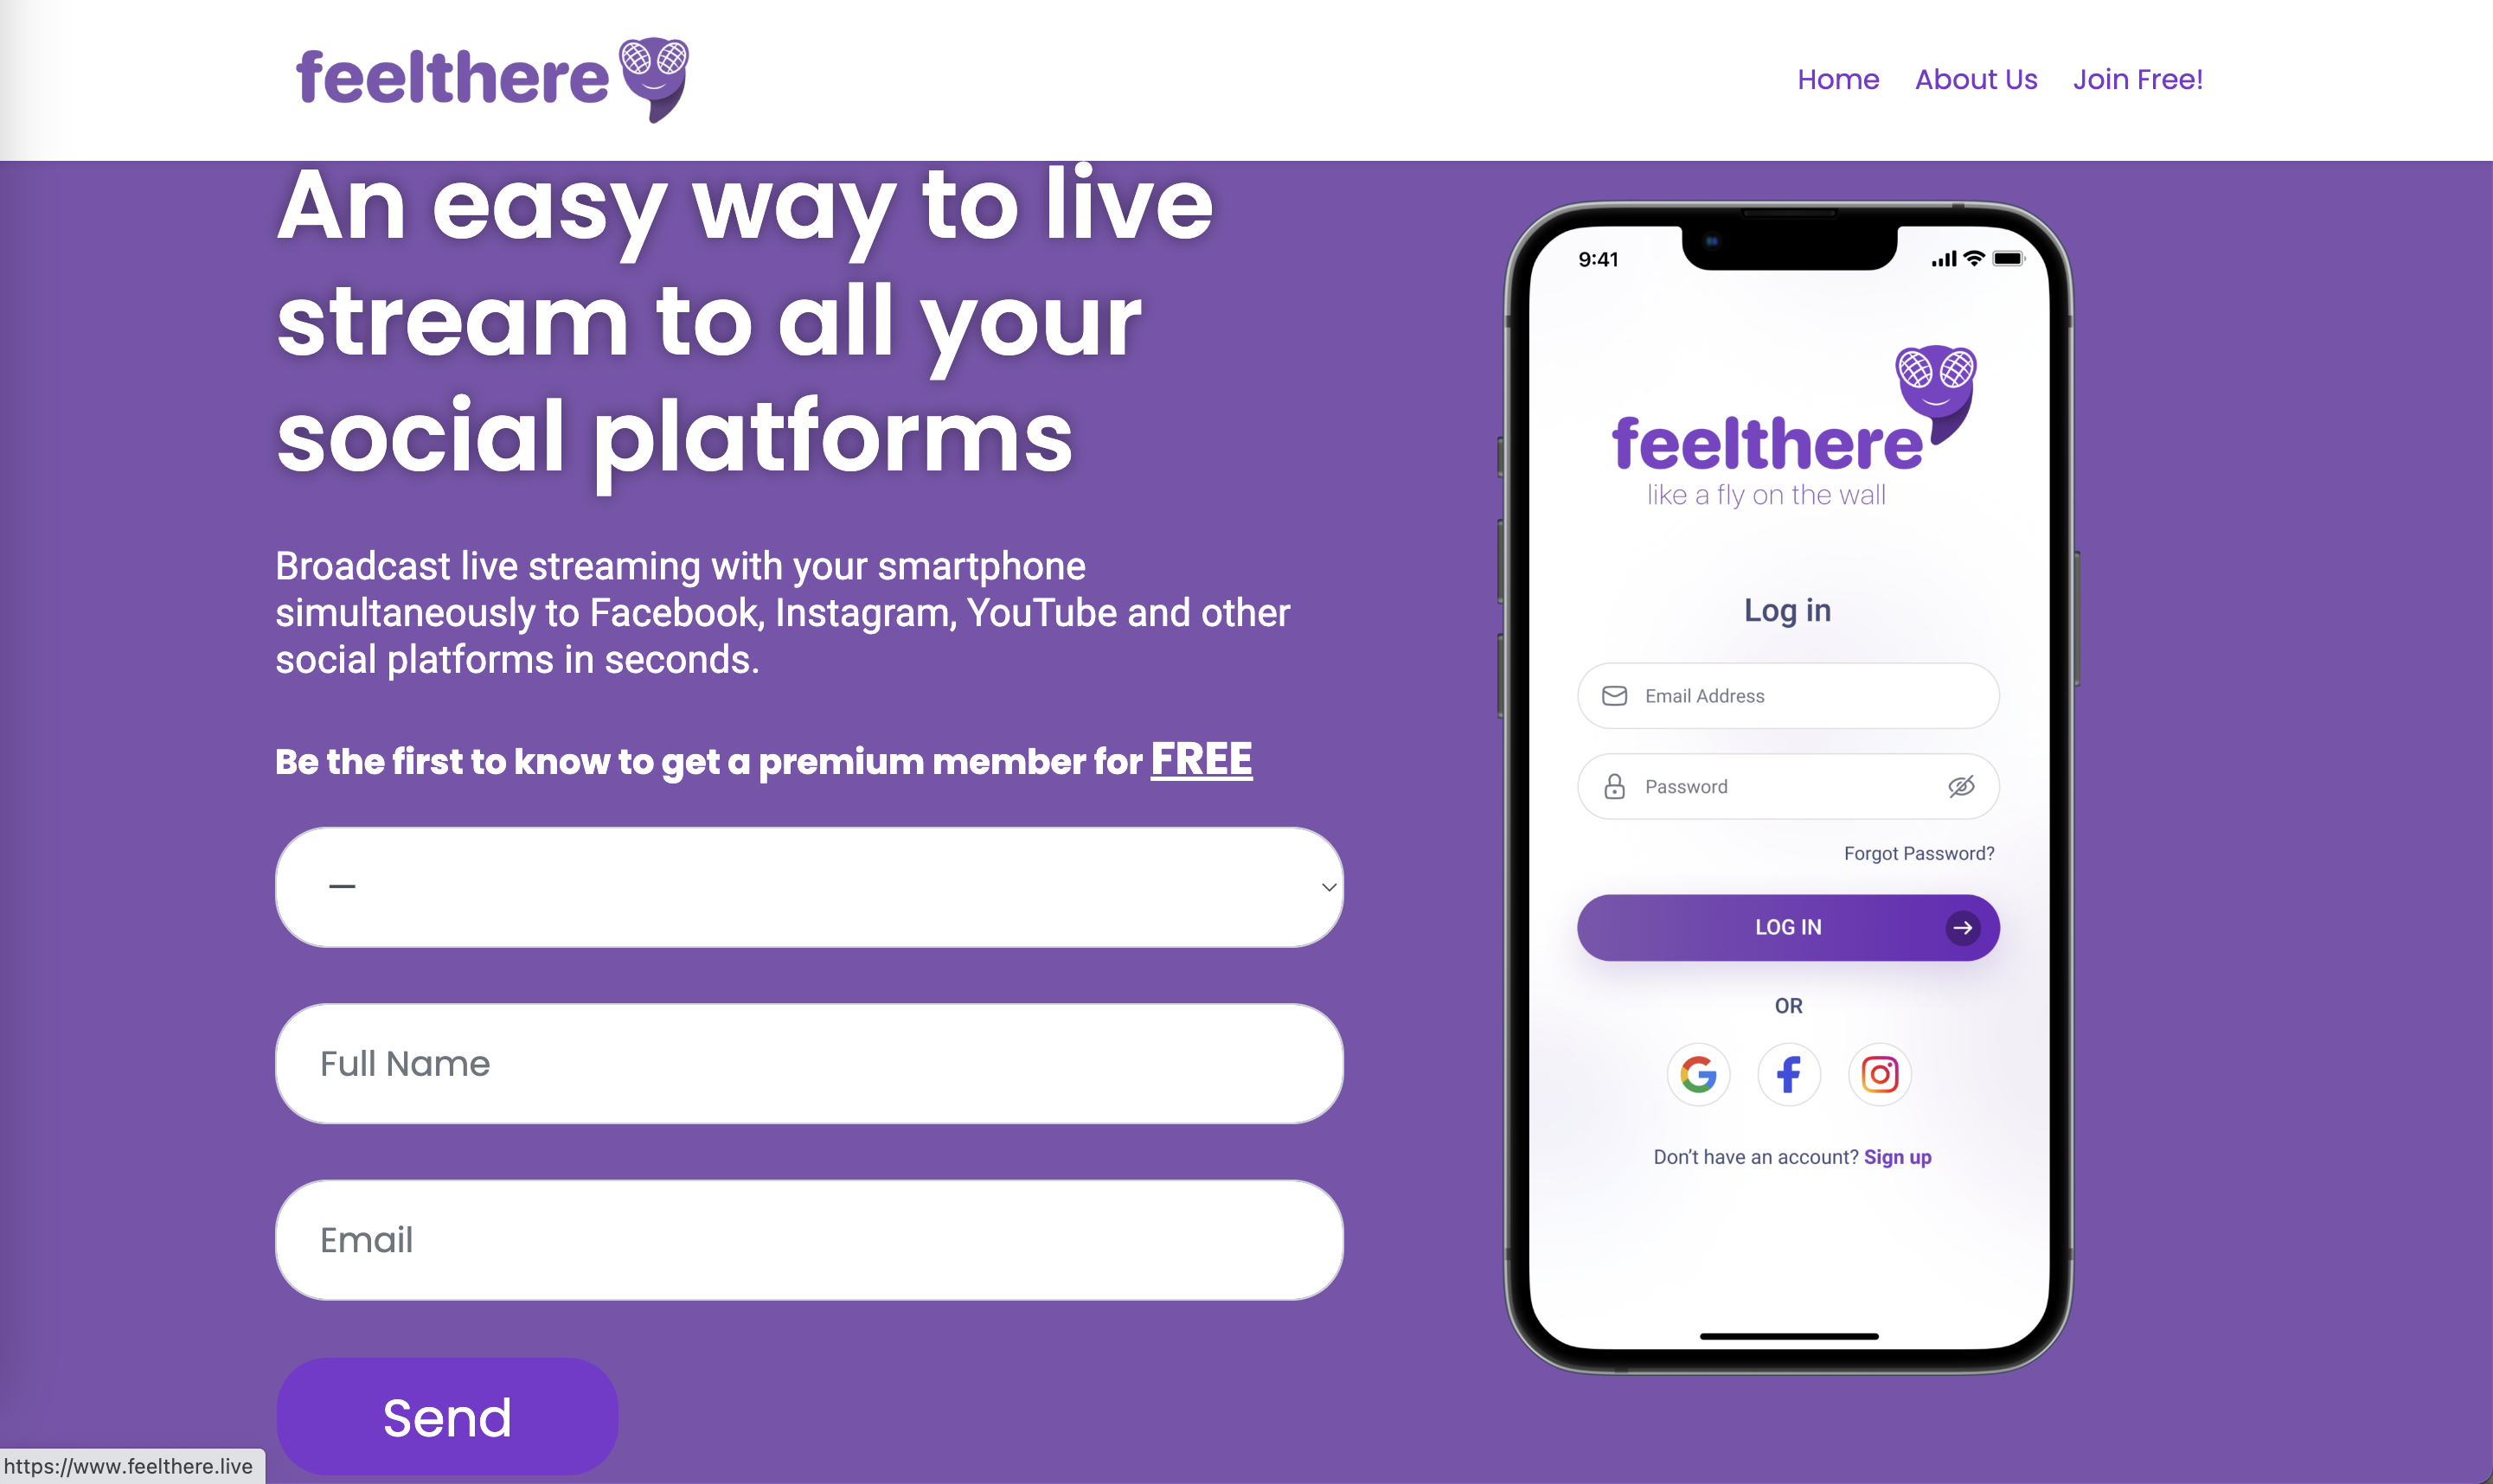 feelthere
Home About Us Join Free!
An easy way to live
stream to all your
social platforms
Broadcast live streaming with your smartphone
simultaneously to Facebook, Instagram, YouTube and other
social platforms in seconds.
Be the first to know to get a premium member for FREE
—
Full Name
Email
Send
9:41
feelthere
like a fly on the wall
Log in
Email Address
Password
Forgot Password?
LOG IN
OR
Don’t have an account? Sign up
https://www.feelthere.live